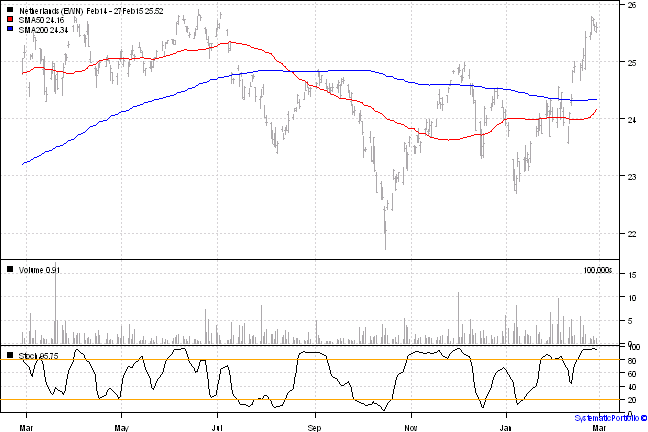 Netherlands (EWN) Feb14 - 27Feb15 25.52
SMA50 24.16
SMA200 24.34
26
25
24
23
22
Volume 0.91
100,000s
15
10
5
0
Stoch 95.75
100
80
60
40
20
0
Mar May Jul Sep Nov Jan Mar
SystematicPortfolio ©